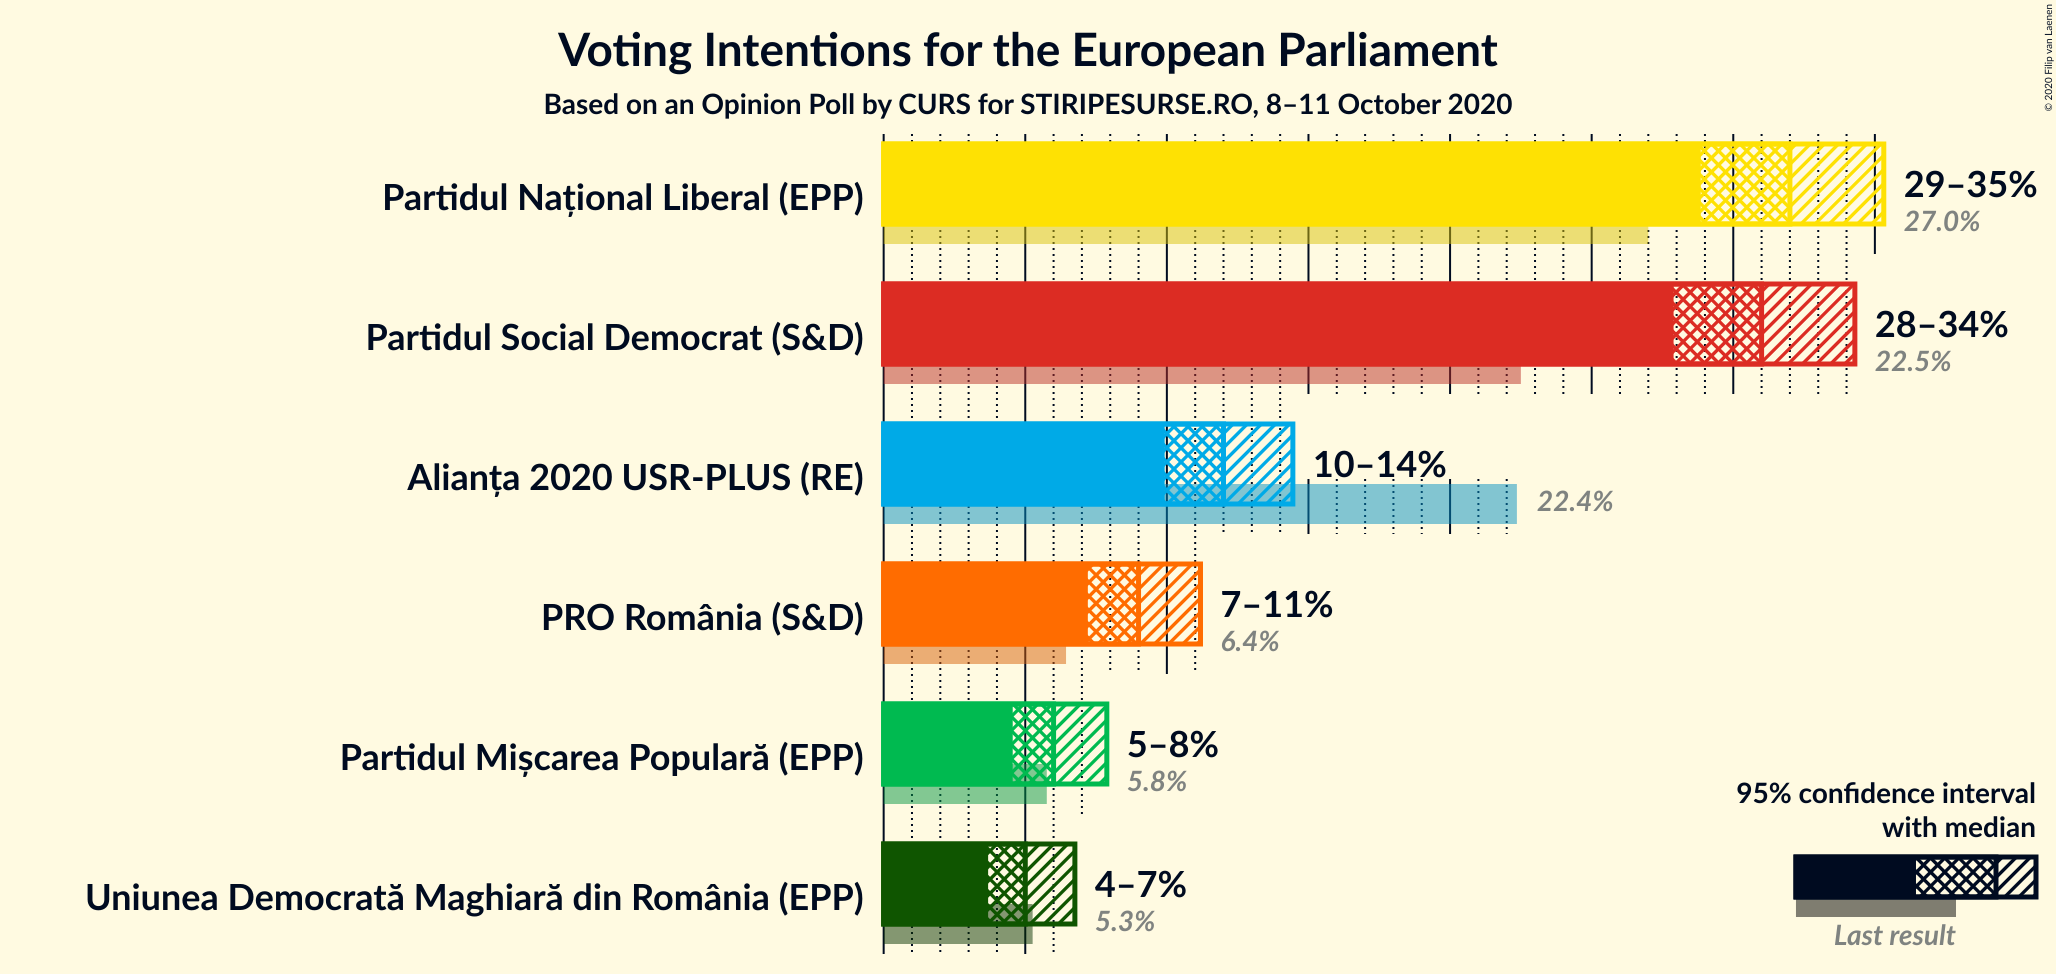 Voting Intentions for the European Parliament
Based on an Opinion Poll by CURS for STIRIPESURSE.RO, 8–11 October 2020
© 2020 Filip van Laenen
Partidul Național Liberal (EPP)
29–35%
27.0%
Partidul Social Democrat (S&D)
28–34%
22.5%
Alianța 2020 USR-PLUS (RE)
10–14%
22.4%
PRO România (S&D)
7–11%
6.4%
Partidul Mișcarea Populară (EPP)
5–8%
5.8%
Uniunea Democrată Maghiară din România (EPP)
4–7%
5.3%
95% confidence interval
with median
Last result